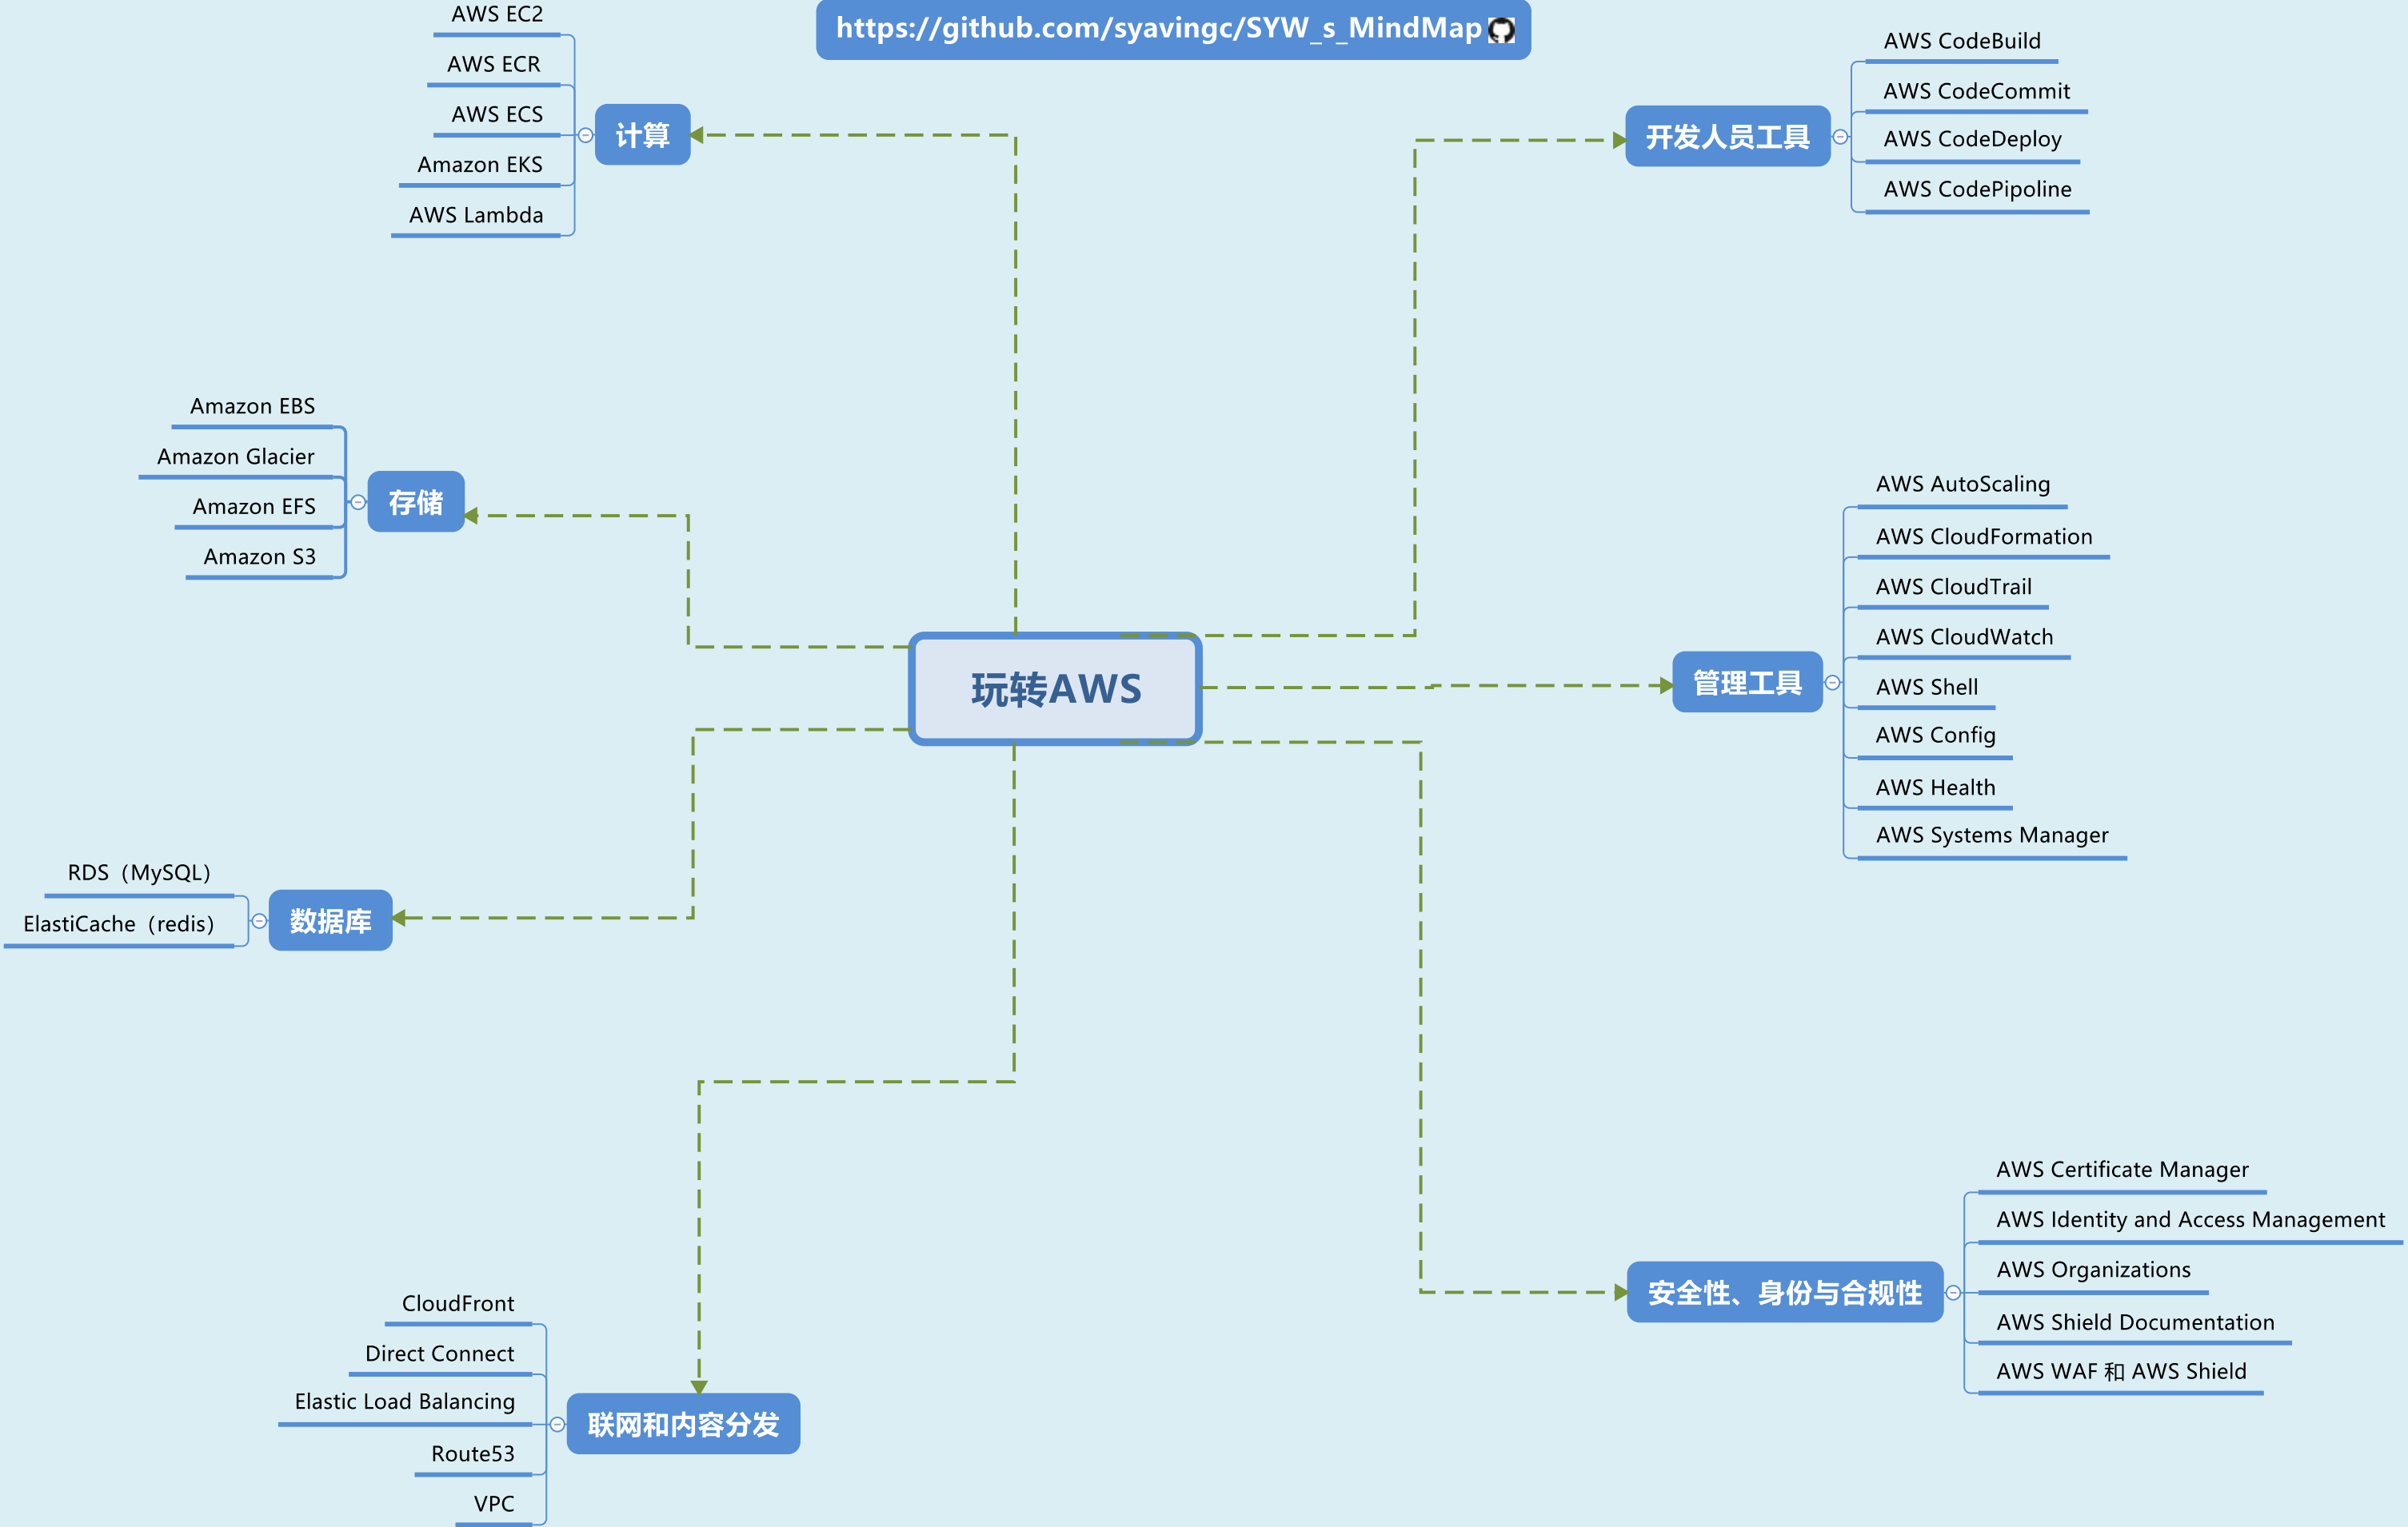 https://github.com/syavingc/SYW_s_MindMap
玩转AWS
计算
AWS EC2
AWS ECR
AWS ECS
Amazon EKS
AWS Lambda
存储
Amazon EBS
Amazon Glacier
Amazon EFS
Amazon S3
数据库
RDS（MySQL）
ElastiCache（redis）
联网和内容分发
CloudFront
Direct Connect
Elastic Load Balancing
Route53
VPC
开发人员工具
AWS CodeBuild
AWS CodeCommit
AWS CodeDeploy
AWS CodePipoline
管理工具
AWS AutoScaling
AWS CloudFormation
AWS CloudTrail
AWS CloudWatch
AWS Shell
AWS Config
AWS Health
AWS Systems Manager
安全性、身份与合规性
AWS Certificate Manager
AWS Identity and Access Management
AWS Organizations
AWS Shield Documentation
AWS WAF 和 AWS Shield